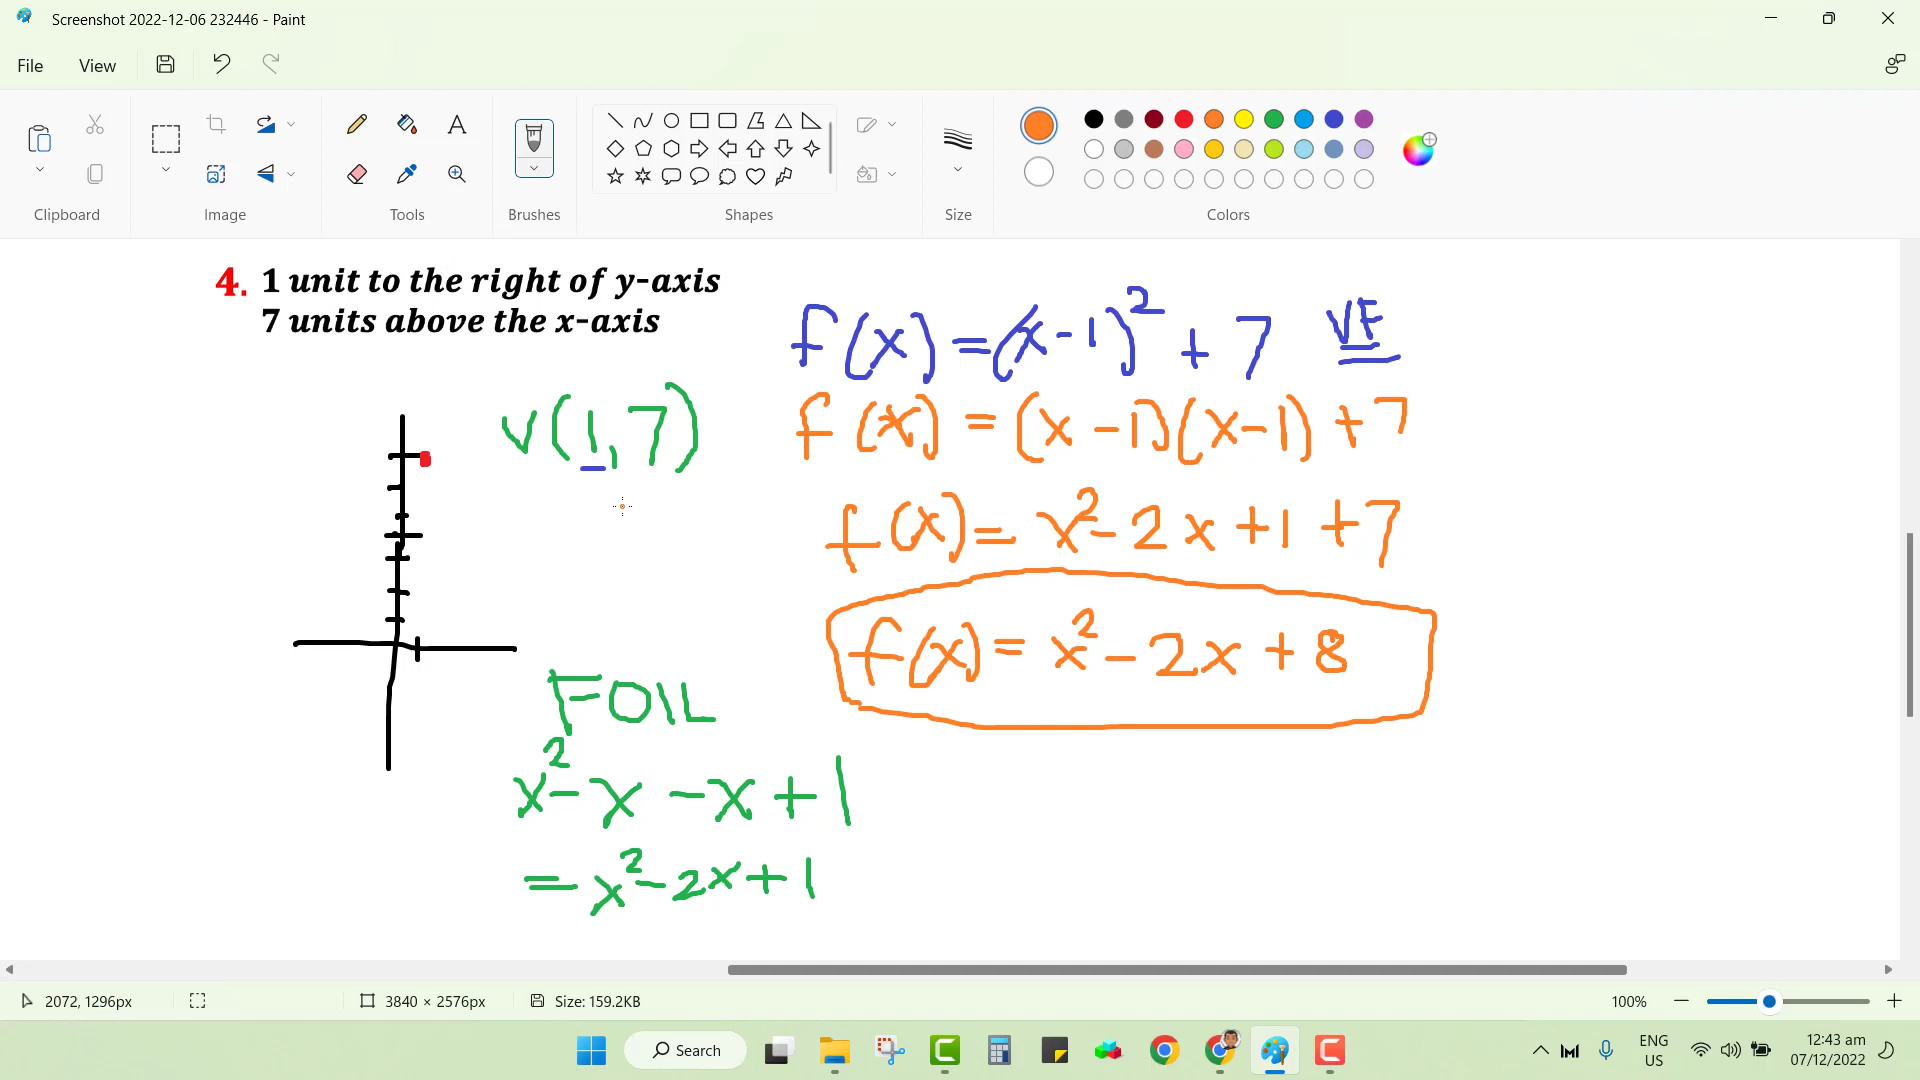 Screenshot 2022-12-06 232446 - Paint
File View
Clipboard Image Tools Brushes Shapes Size Colors
4. 1 unit to the right of y-axis
7 units above the x-axis
f(x) = (x - 1)² + 7 VF
V(1, 7)
f(x) = (x - 1)(x - 1) + 7
f(x) = x² - 2x + 1 + 7
f(x) = x² - 2x + 8
FOIL
x² - x - x + 1
= x² - 2x + 1
2072, 1296px 3840 × 2576px Size: 159.2KB 100%
Search ENG 12:43 am
US 07/12/2022